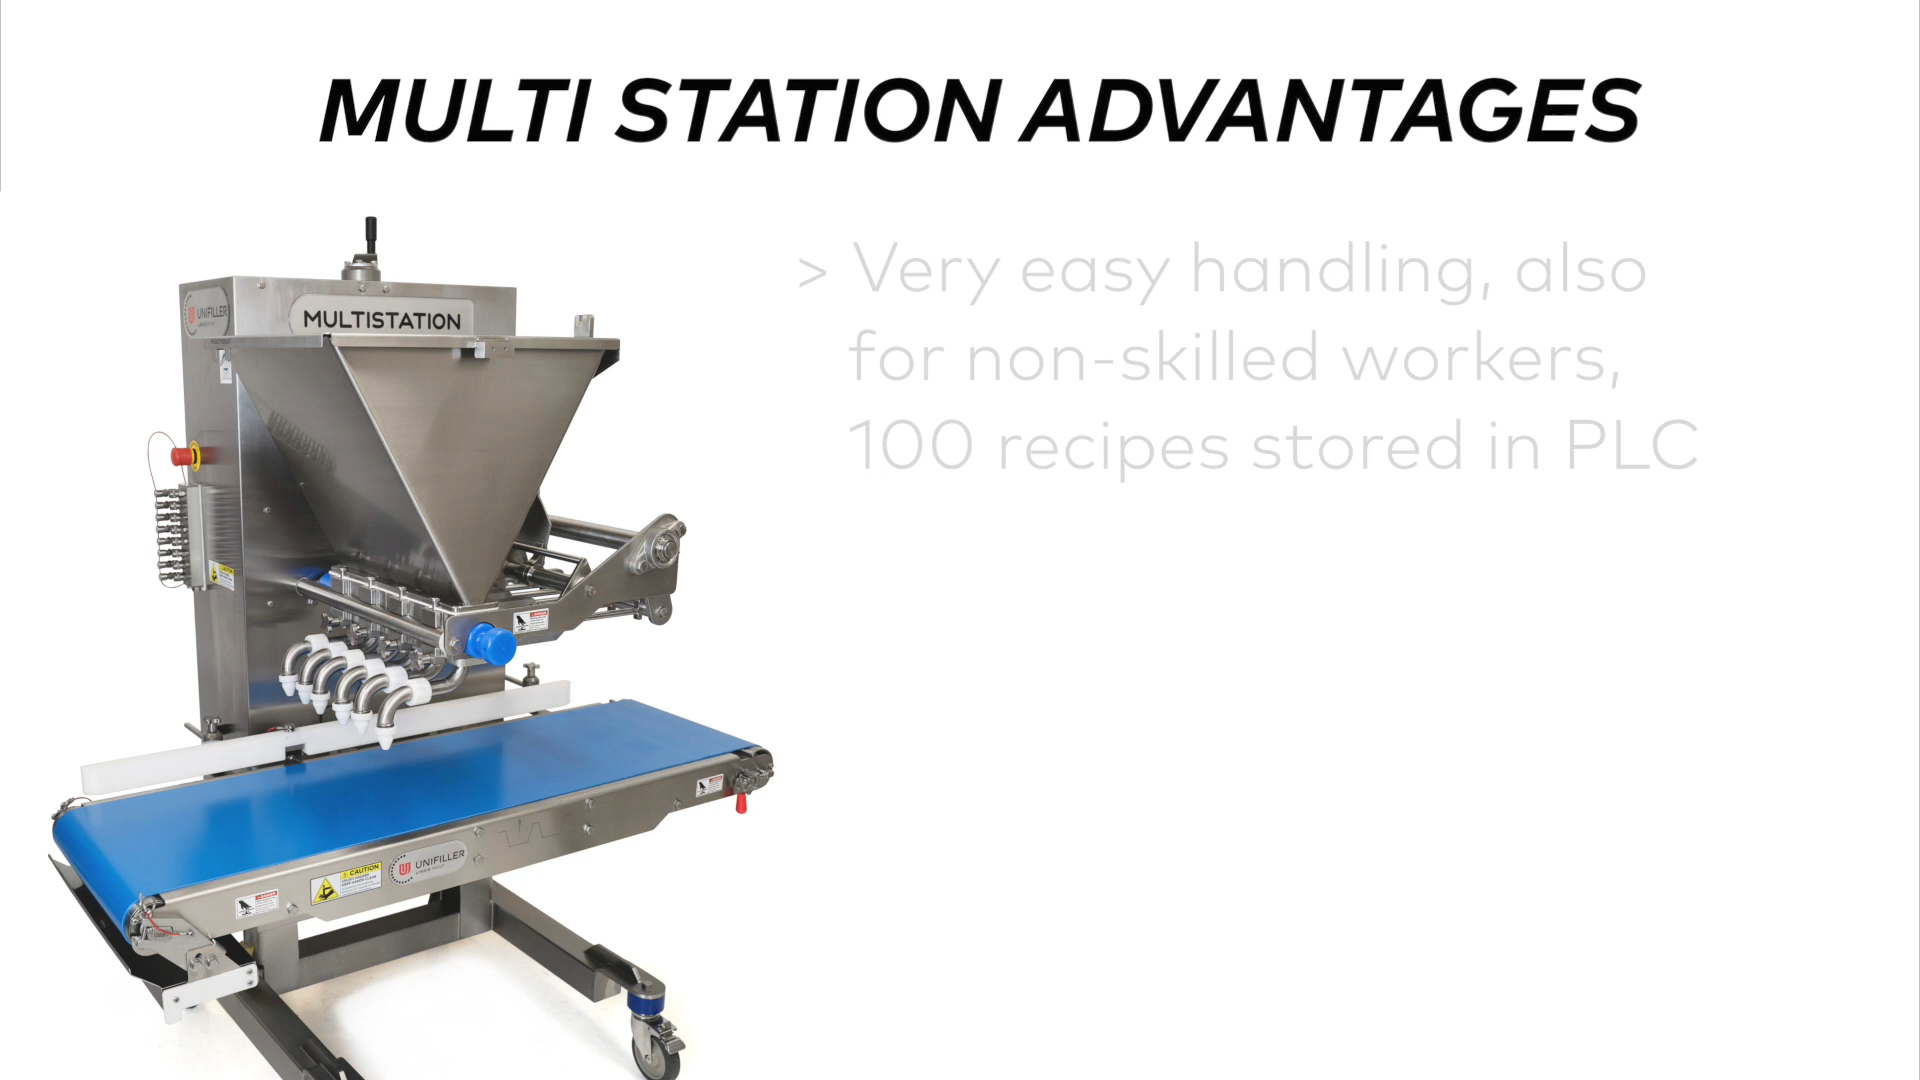 MULTI STATION ADVANTAGES
> Very easy handling, also
for non-skilled workers,
100 recipes stored in PLC
UNIFILLER
MULTISTATION
UNIFILLER
CAUTION